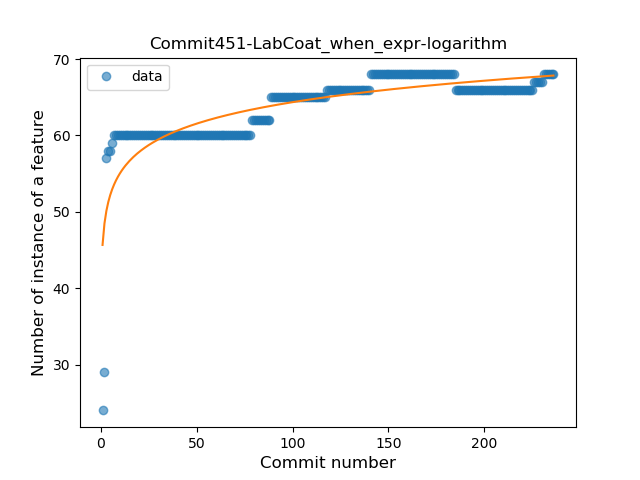 Commit451-LabCoat_when_expr-logarithm
data
Number of instance of a feature
70
60
50
40
30
0
50
100
150
200
Commit number